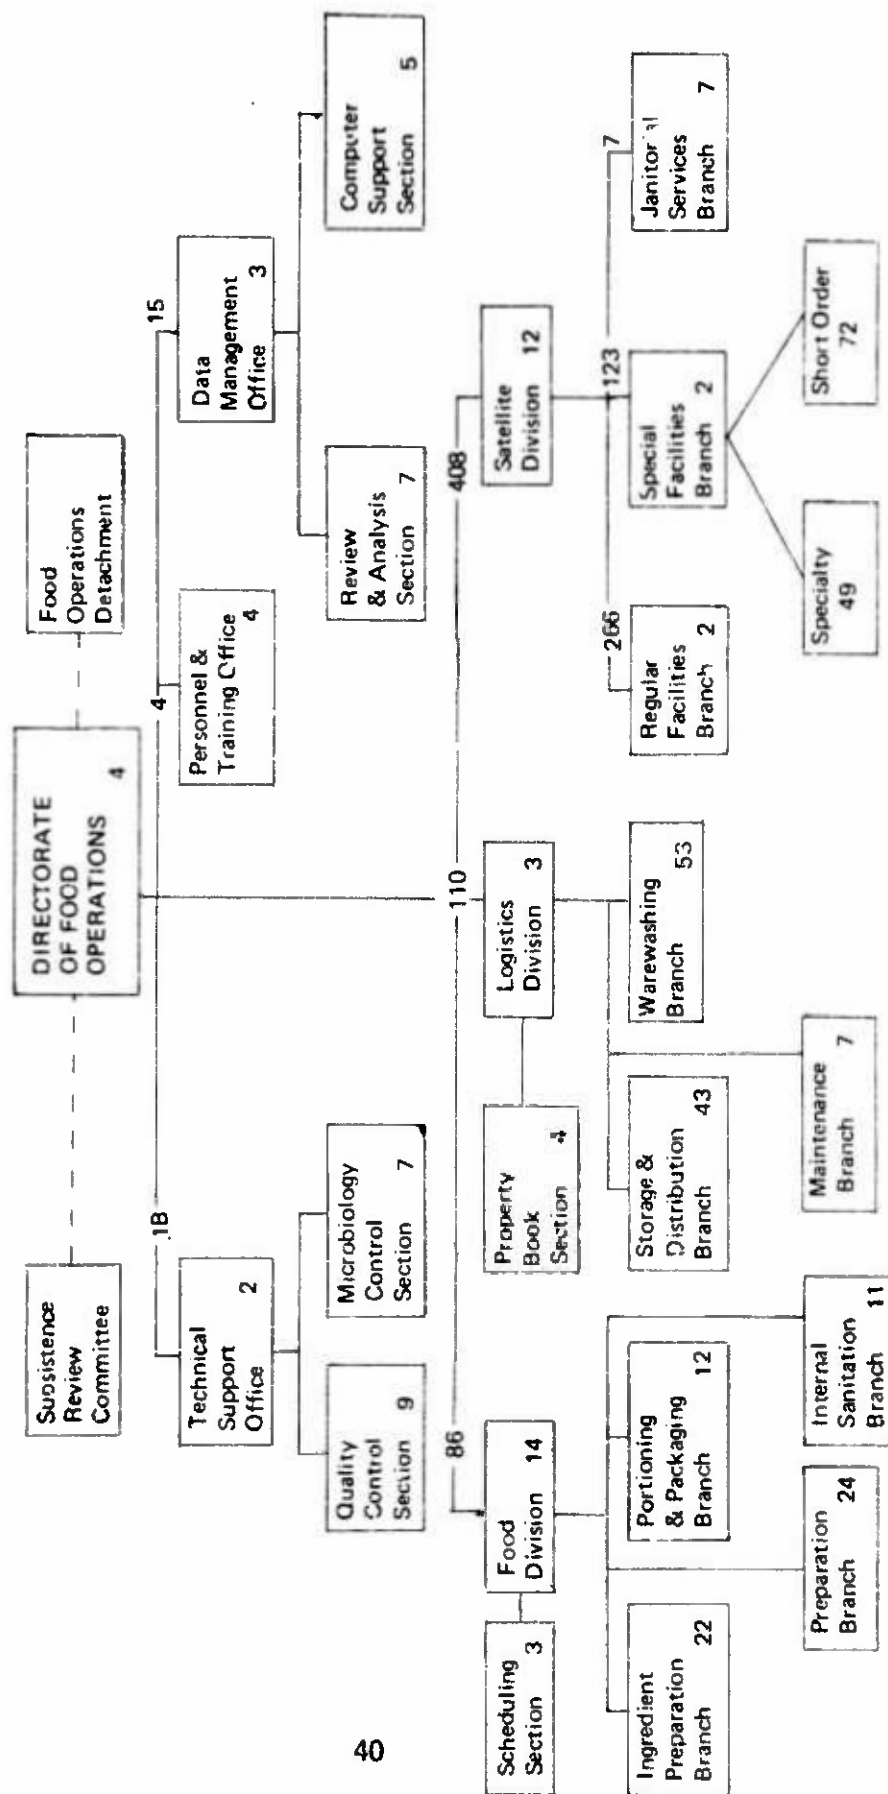 Subsistence
Review
Committee
DIRECTORATE
OF FOOD
OPERATIONS
4
Food
Operations
Detachment
18
4
15
Technical
Support
Office 2
Personnel &
Training Office
4
Data
Management
Office 3
Quality
Control
Section 9
Microbiology
Control
Section 7
Review
& Analysis
Section 7
Computer
Support
Section 5
86
110
408
Scheduling
Section 3
Food
Division 14
Property
Book
Section 4
Logistics
Division 3
Satellite
Division 12
266
123
7
Ingredient
Preparation
Branch 22
Portioning
& Packaging
Branch 12
Storage &
Distribution
Branch 43
Warewashing
Branch
53
Regular
Facilities
Branch 2
Special
Facilities
Branch 2
Janitorial
Services
Branch 7
Preparation
Branch 24
Internal
Sanitation
Branch 11
Maintenance
Branch 7
Specialty
49
Short Order
72
40